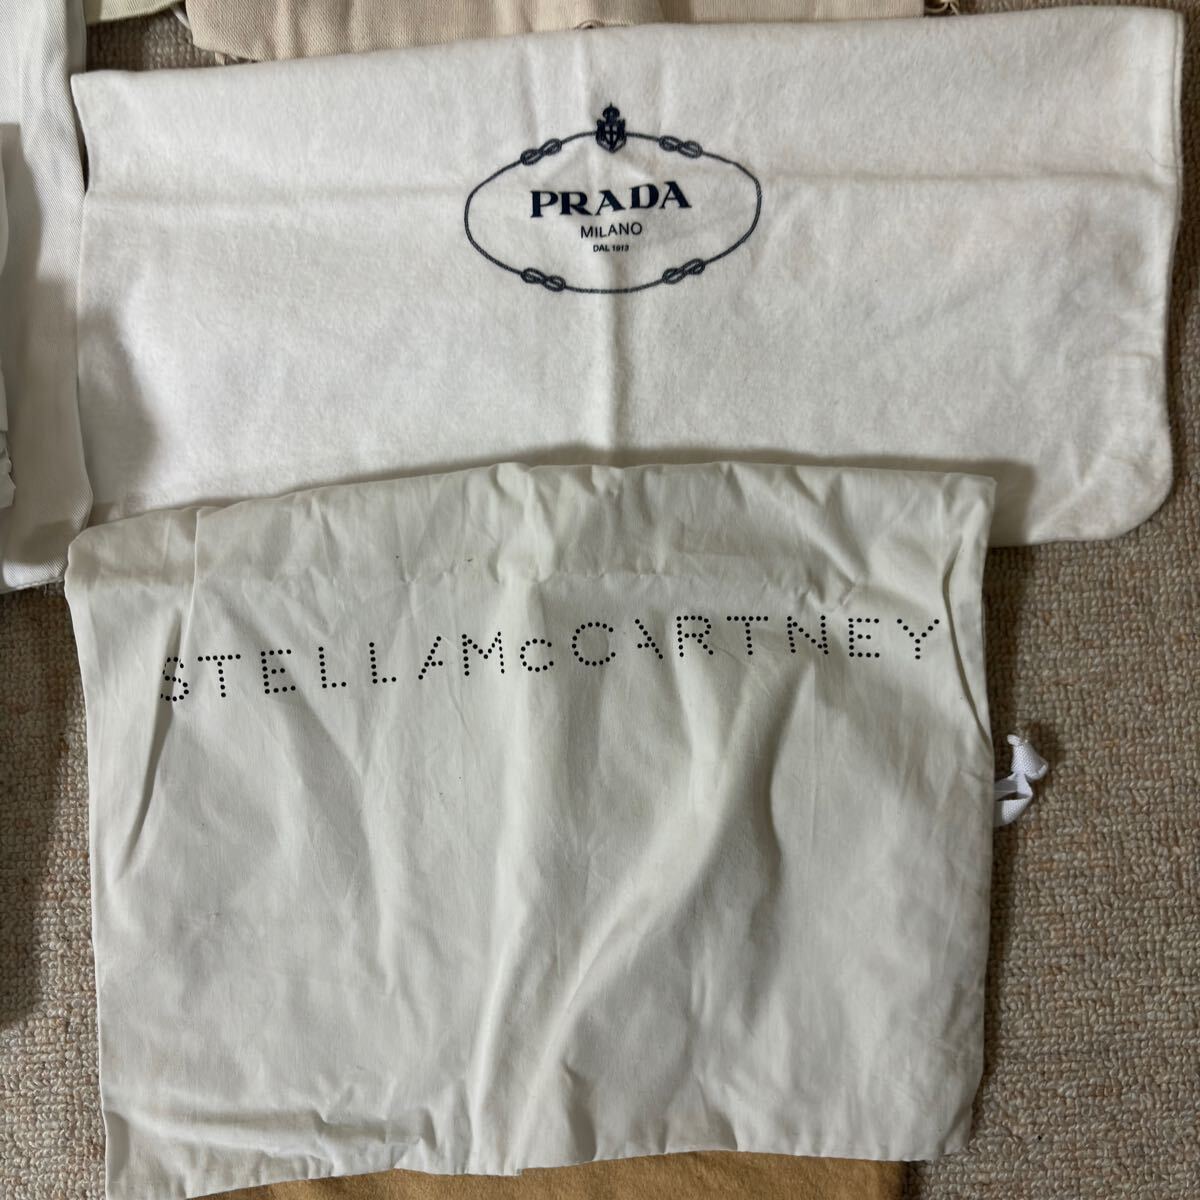 PRADA
MILANO
DAL 1913
STELLAMcCARTNEY